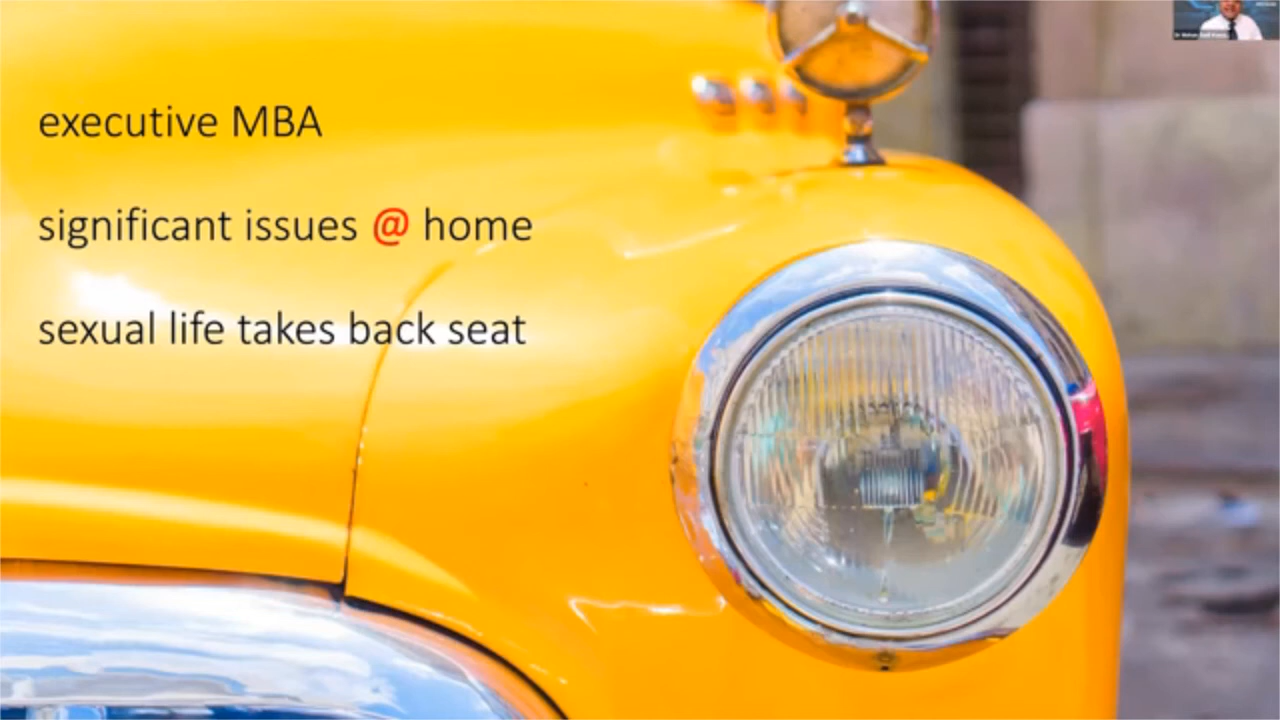 executive MBA
significant issues @ home
sexual life takes back seat